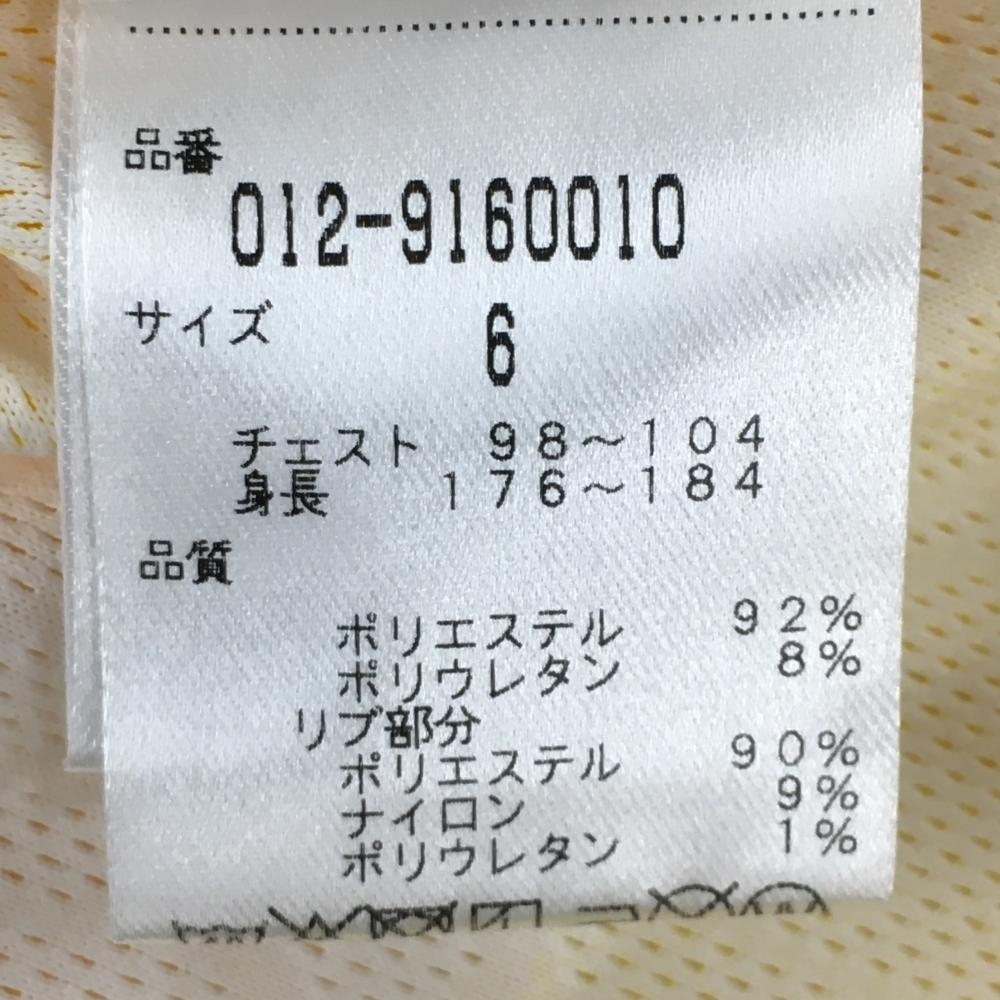 品番
012-9160010
サイズ 6
チェスト 98～104
身長 176～184
品質
ポリエステル 92%
ポリウレタン 8%
リブ部分
ポリエステル 90%
ナイロン 9%
ポリウレタン 1%